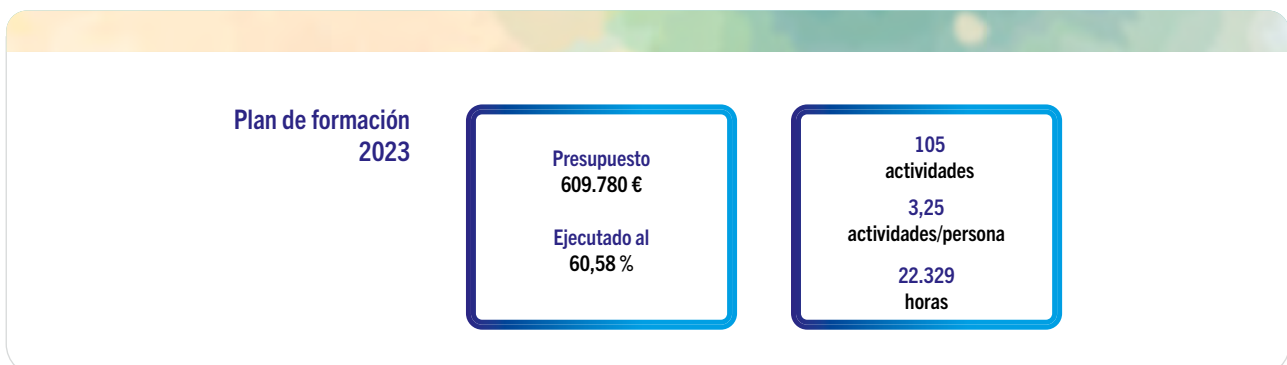 Plan de formación
2023
Presupuesto
609.780 €
Ejecutado al
60,58 %
105
actividades
3,25
actividades/persona
22.329
horas